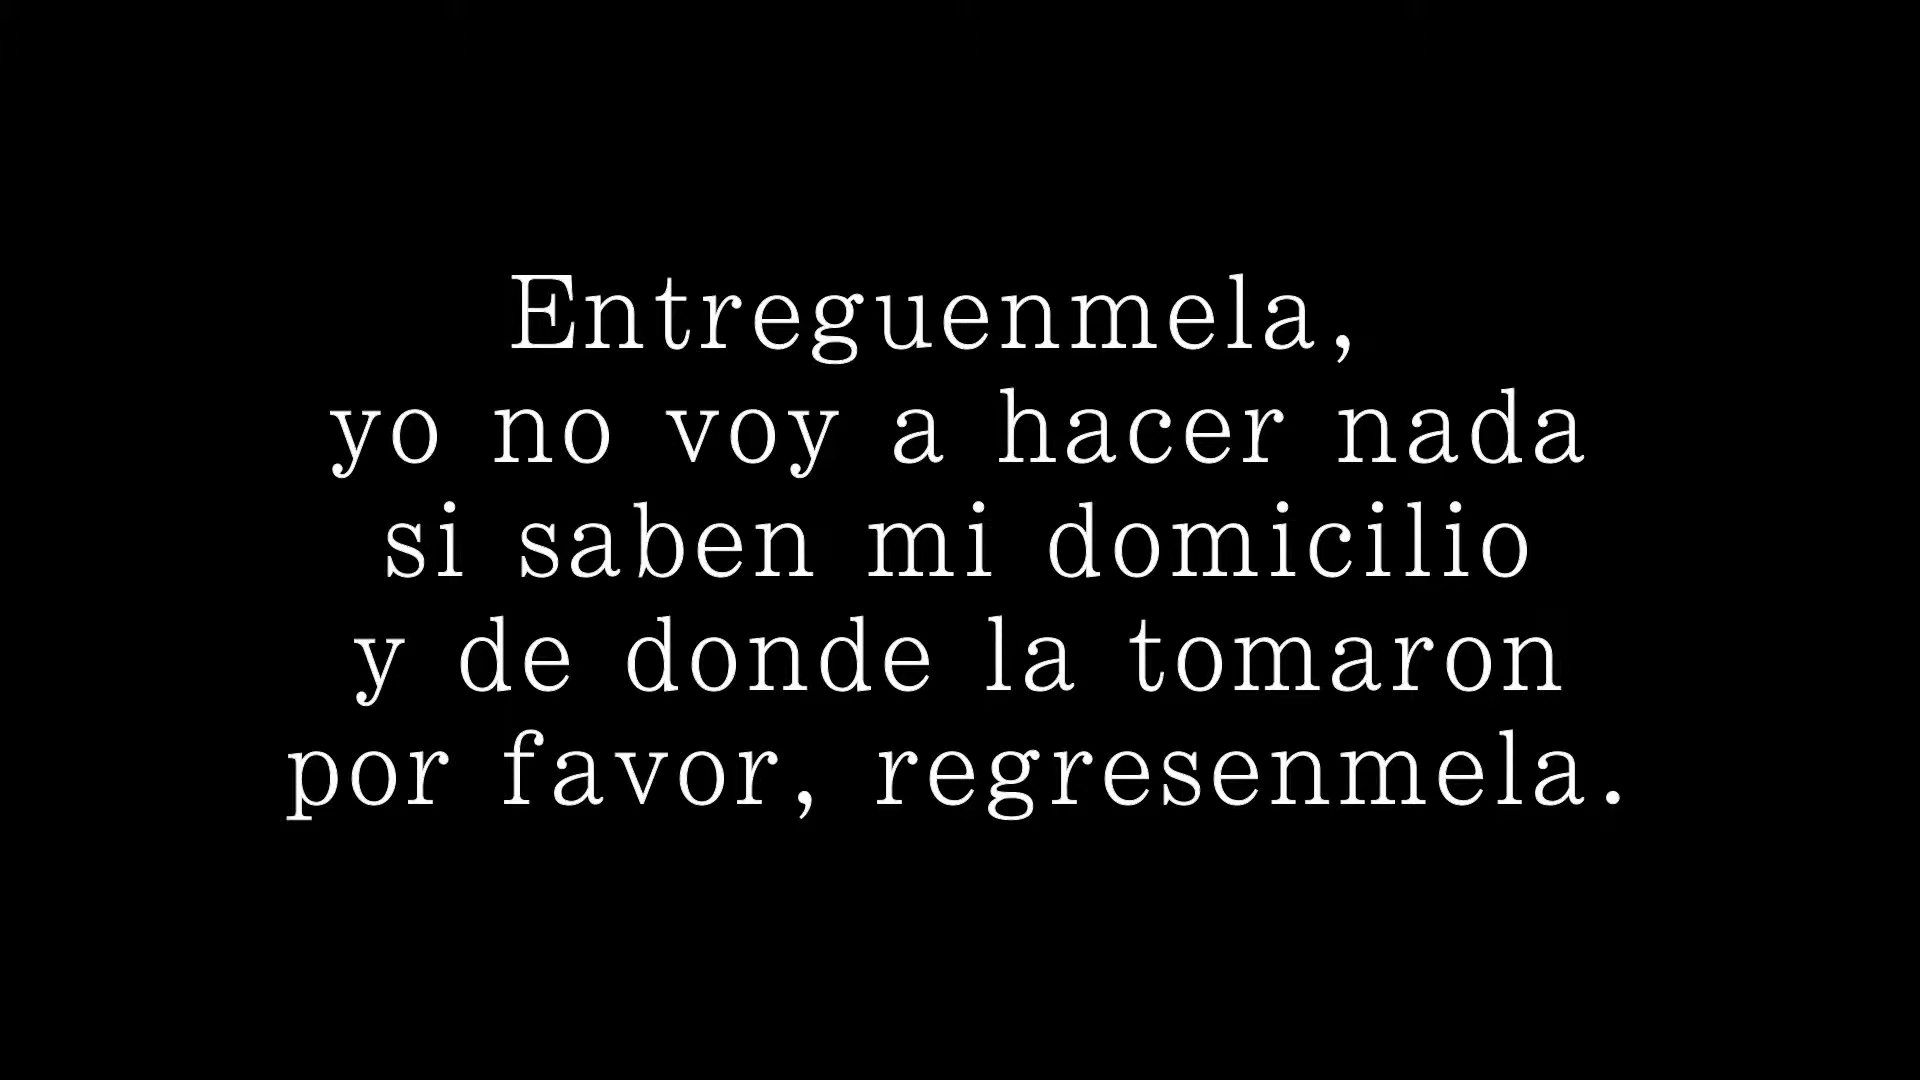 Entreguenmela,
yo no voy a hacer nada
si saben mi domicilio
y de donde la tomaron
por favor, regresenmela.